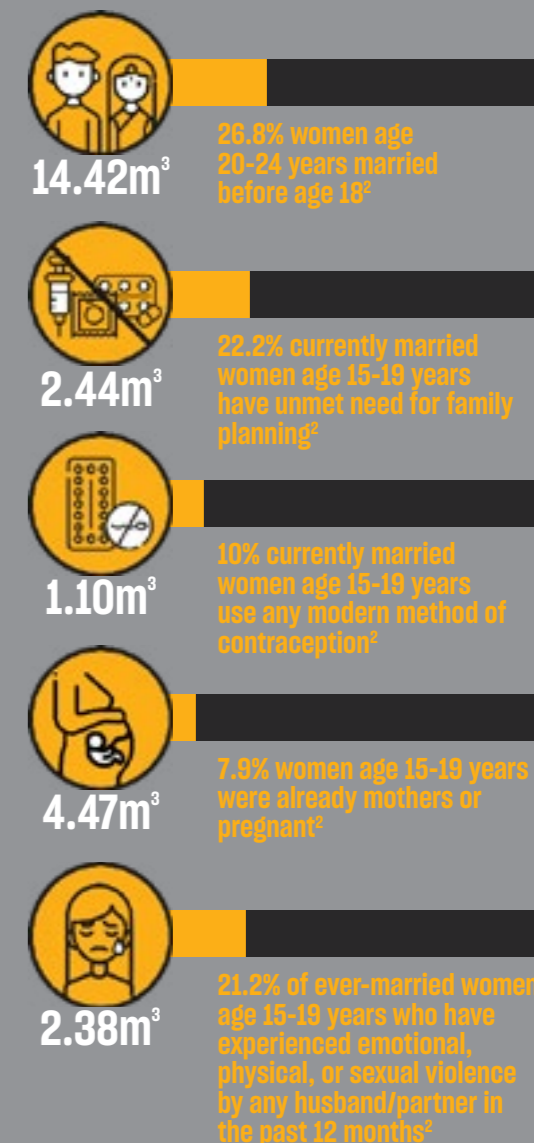 14.42m³
26.8% women age
20-24 years married
before age 18²
2.44m³
22.2% currently married
women age 15-19 years
have unmet need for family
planning²
1.10m³
10% currently married
women age 15-19 years
use any modern method of
contraception²
4.47m³
7.9% women age 15-19 years
were already mothers or
pregnant²
2.38m³
21.2% of ever-married women
age 15-19 years who have
experienced emotional,
physical, or sexual violence
by any husband/partner in
the past 12 months²